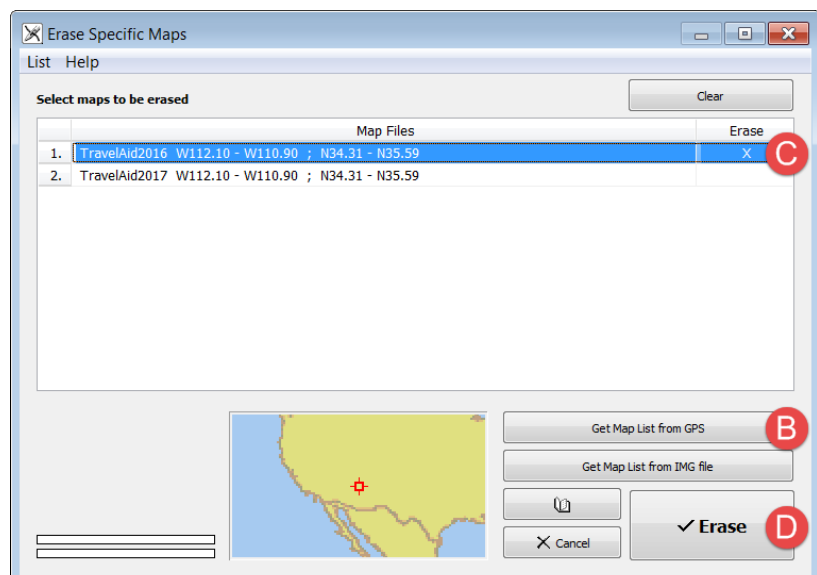 Erase Specific Maps
List Help
Select maps to be erased
Clear
Map Files Erase
1. TravelAid2016 W112.10 - W110.90 ; N34.31 - N35.59 X C
2. TravelAid2017 W112.10 - W110.90 ; N34.31 - N35.59
Get Map List from GPS B
Get Map List from IMG file
Erase D
Cancel